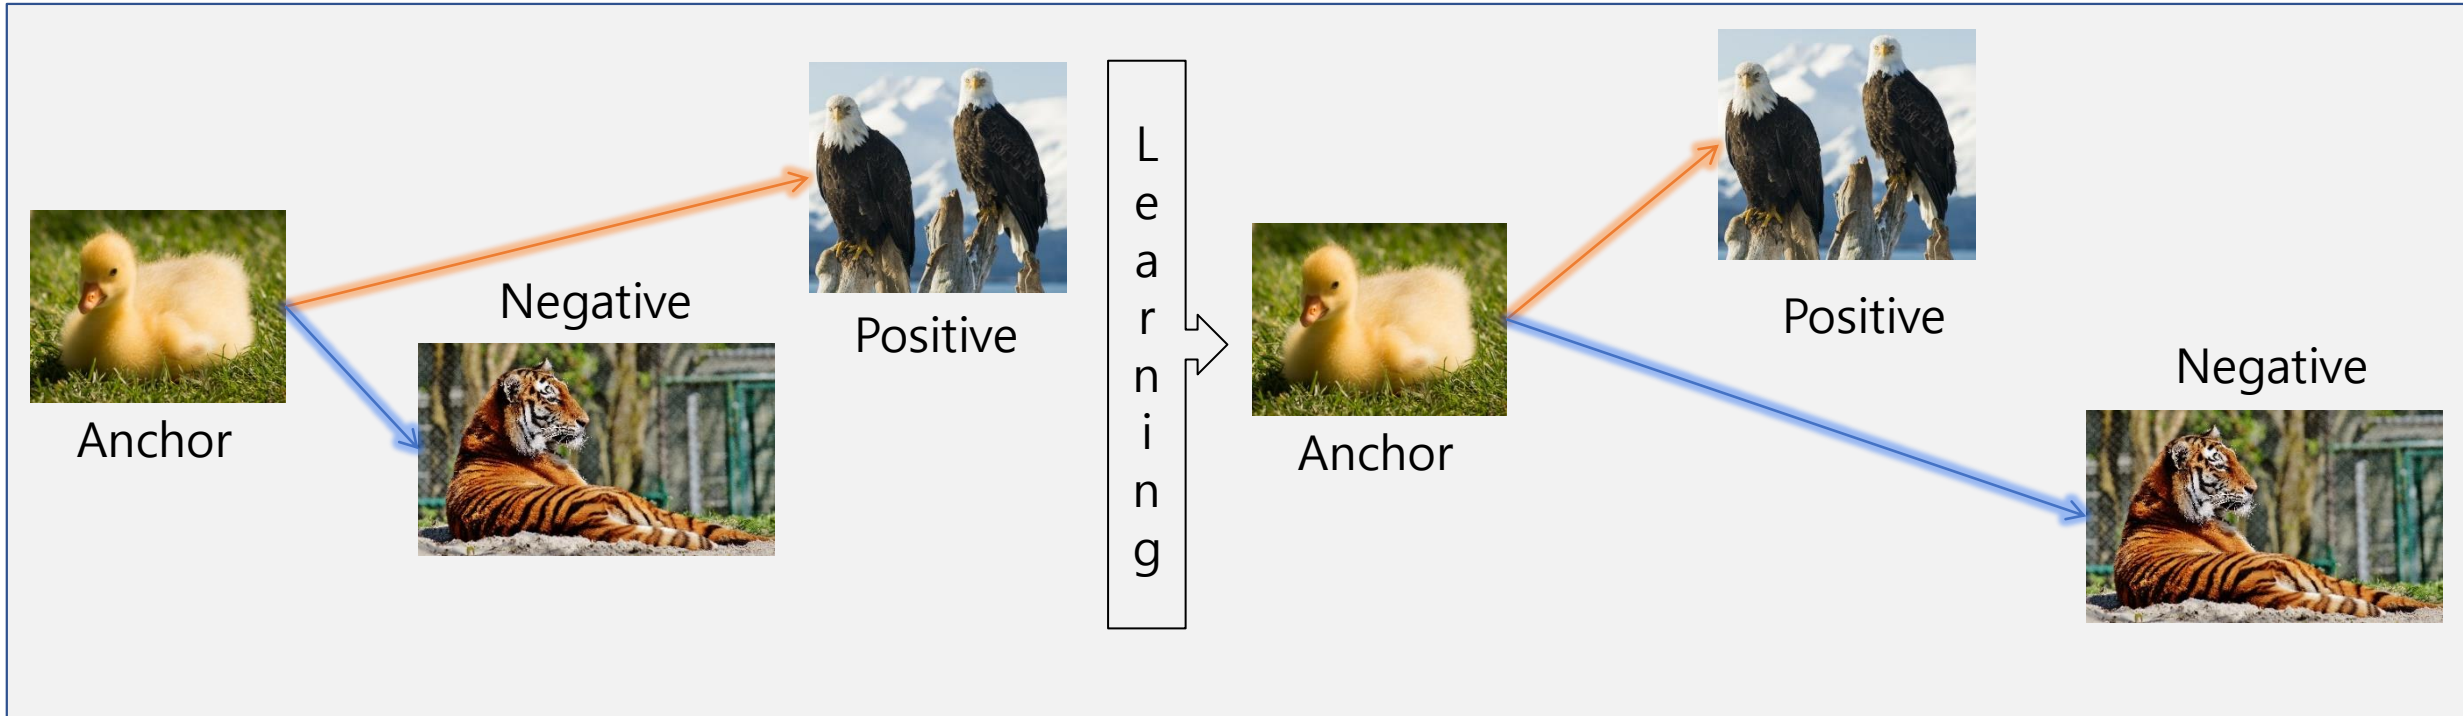 Anchor
Negative
Positive
Learning
Anchor
Positive
Negative